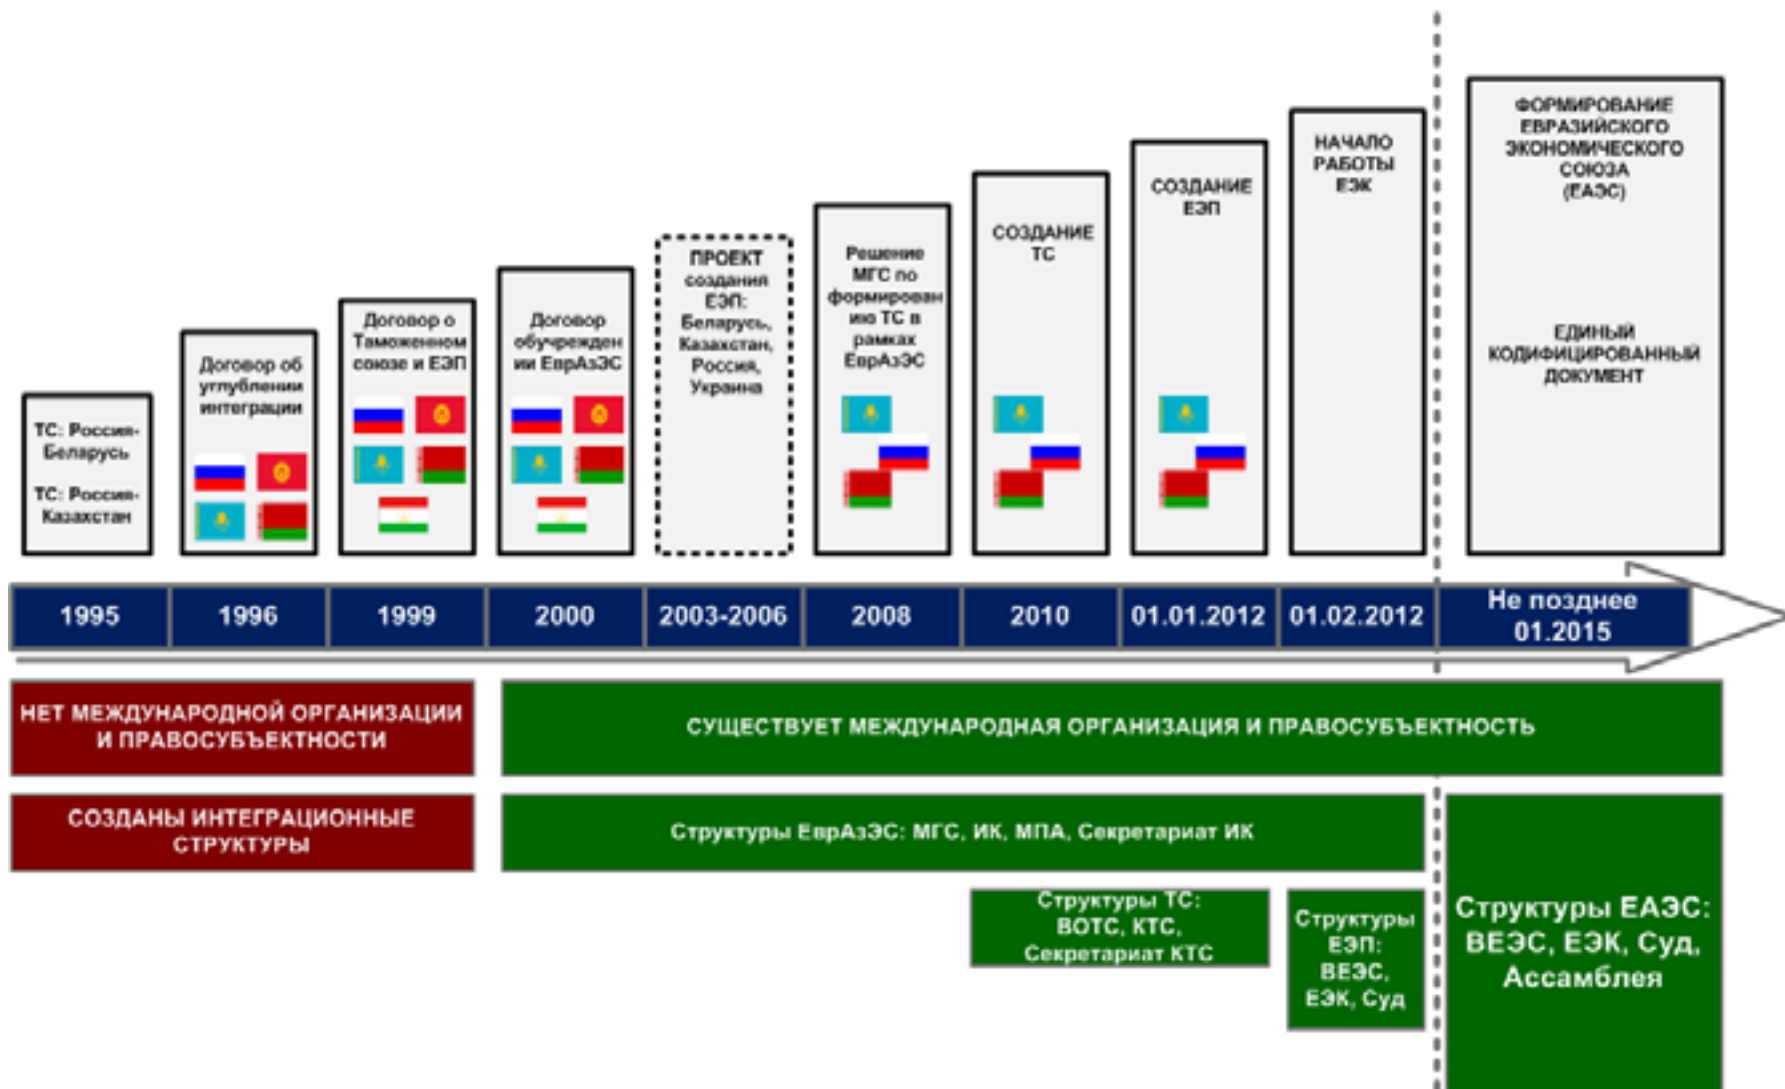 ТС: Россия-
Беларусь
ТС: Россия-
Казахстан
Договор об
углублении
интеграции
Договор о
Таможенном
союзе и ЕЭП
Договор
обучрежден
ии ЕврАзЭС
ПРОЕКТ
создания
ЕЭП:
Беларусь,
Казахстан,
Россия,
Украина
Решение
МГС по
формирован
ию ТС в
рамках
ЕврАзЭС
СОЗДАНИЕ
ТС
СОЗДАНИЕ
ЕЭП
НАЧАЛО
РАБОТЫ
ЕЭК
ФОРМИРОВАНИЕ
ЕВРАЗИЙСКОГО
ЭКОНОМИЧЕСКОГО
СОЮЗА
(ЕАЭС)
ЕДИНЫЙ
КОДИФИЦИРОВАННЫЙ
ДОКУМЕНТ
1995
1996
1999
2000
2003-2006
2008
2010
01.01.2012
01.02.2012
Не позднее
01.2015
НЕТ МЕЖДУНАРОДНОЙ ОРГАНИЗАЦИИ
И ПРАВОСУБЪЕКТНОСТИ
СУЩЕСТВУЕТ МЕЖДУНАРОДНАЯ ОРГАНИЗАЦИЯ И ПРАВОСУБЪЕКТНОСТЬ
СОЗДАНЫ ИНТЕГРАЦИОННЫЕ
СТРУКТУРЫ
Структуры ЕврАзЭС: МГС, ИК, МПА, Секретариат ИК
Структуры ТС:
ВОТС, КТС,
Секретариат КТС
Структуры
ЕЭП:
ВЕЭС,
ЕЭК, Суд
Структуры ЕАЭС:
ВЕЭС, ЕЭК, Суд,
Ассамблея